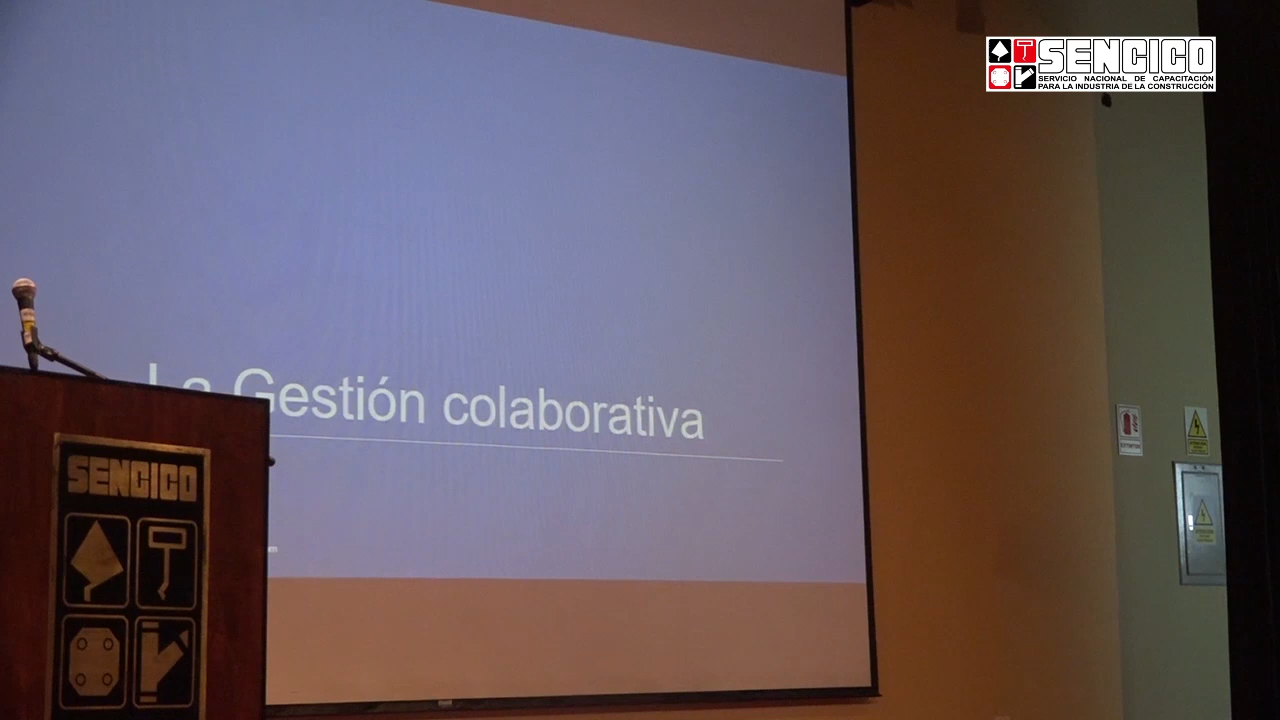 SENCICO
SERVICIO NACIONAL DE CAPACITACIÓN
PARA LA INDUSTRIA DE LA CONSTRUCCIÓN
La Gestión colaborativa
SENCICO